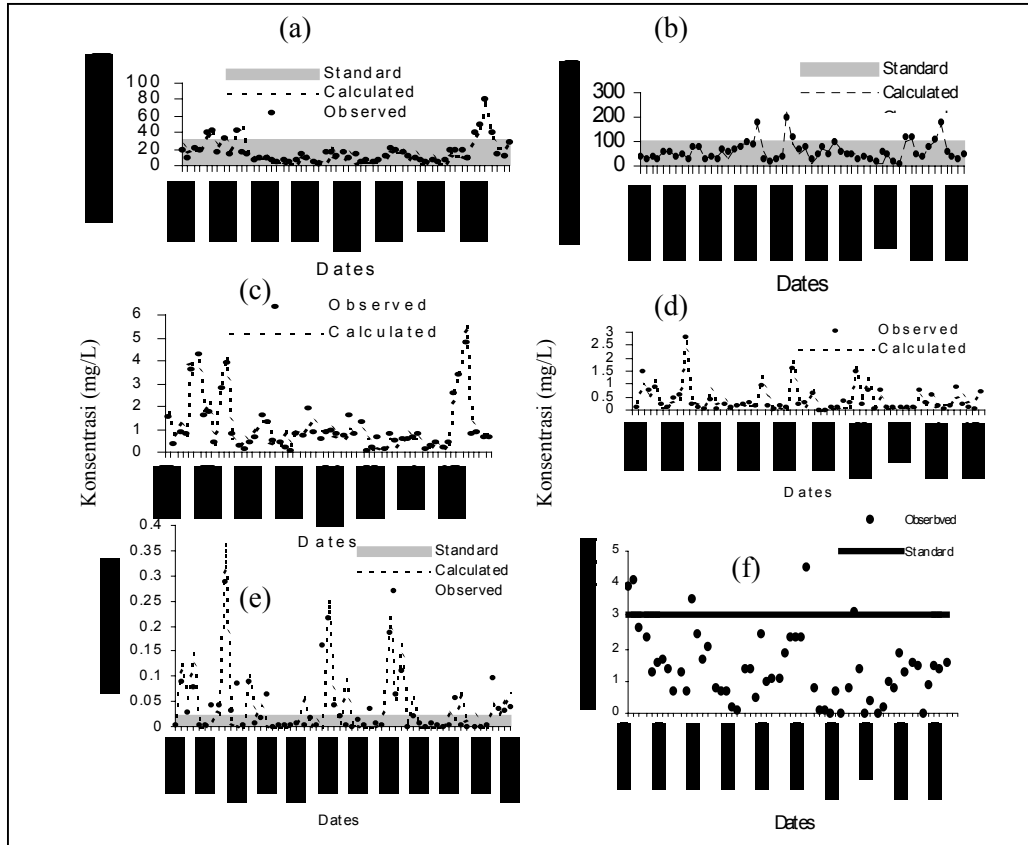 (a)
Standard
Calculated
Observed
100
80
60
40
20
0
Dates
(b)
Standard
Calculated
300
200
100
0
Dates
(c)
Observed
Calculated
Konsentrasi (mg/L)
6
5
4
3
2
1
0
Dates
(d)
Observed
Calculated
Konsentrasi (mg/L)
3
2.5
2
1.5
1
0.5
0
Dates
(e)
Standard
Calculated
Observed
0.4
0.35
0.3
0.25
0.2
0.15
0.1
0.05
0
Dates
(f)
Obserbved
Standard
5
4
3
3
2
1
0
Dates